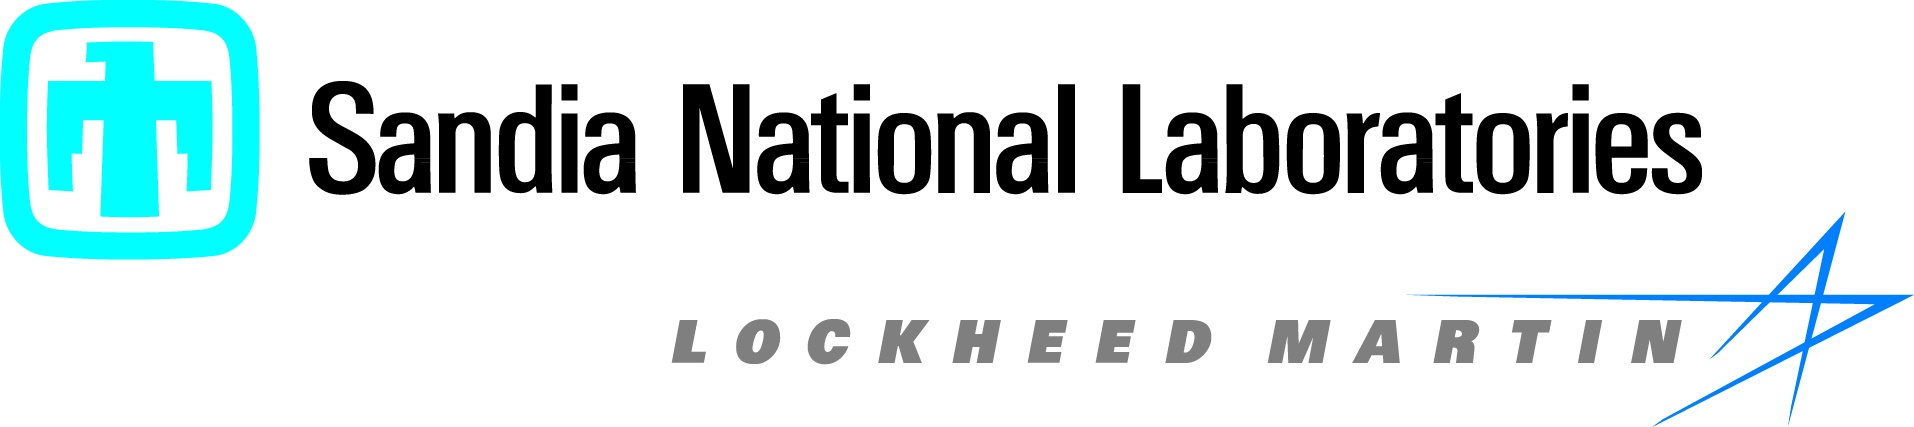 Sandia National Laboratories
LOCKHEED MARTIN